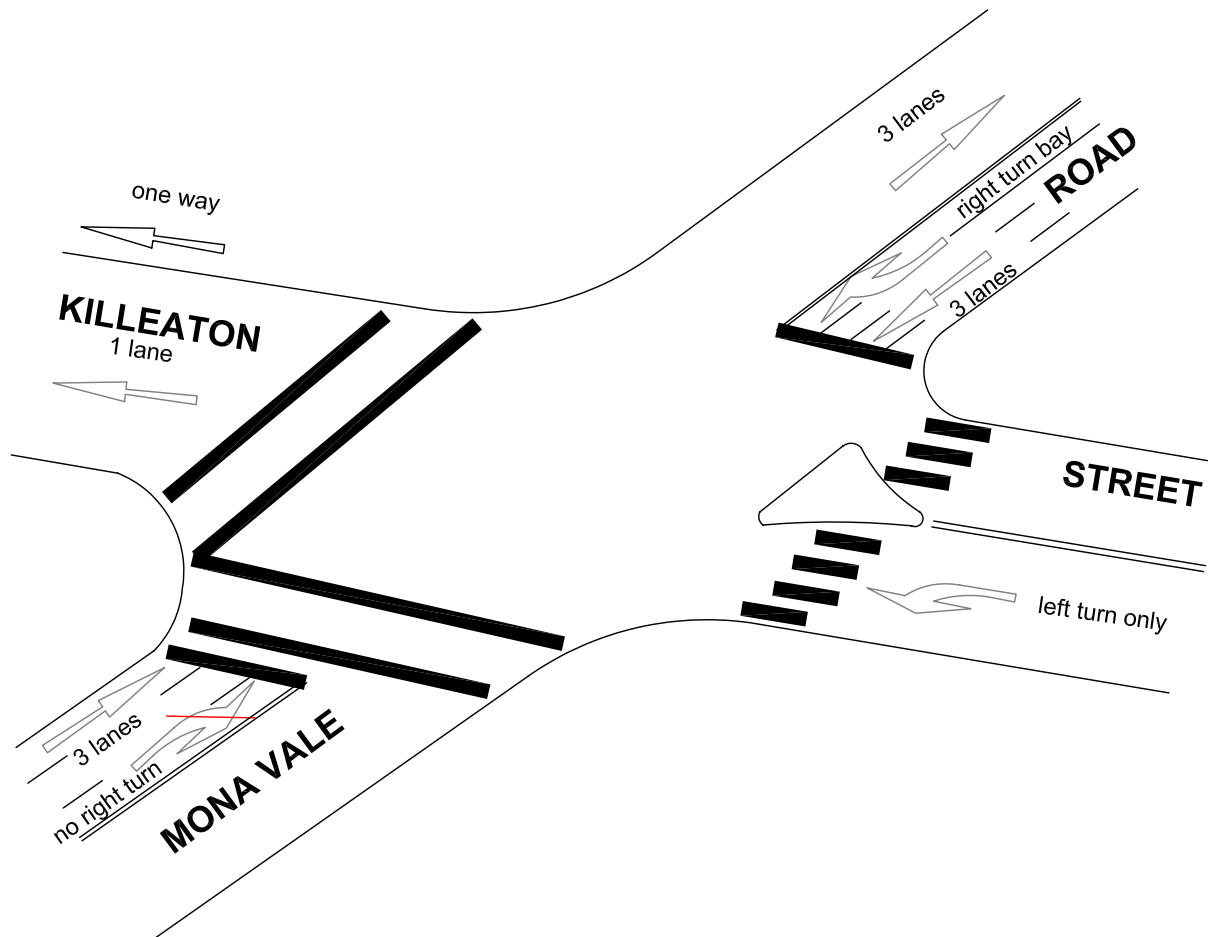 3 lanes
right turn bay
ROAD
one way
KILLEATON
1 lane
3 lanes
STREET
left turn only
3 lanes
no right turn
MONA VALE